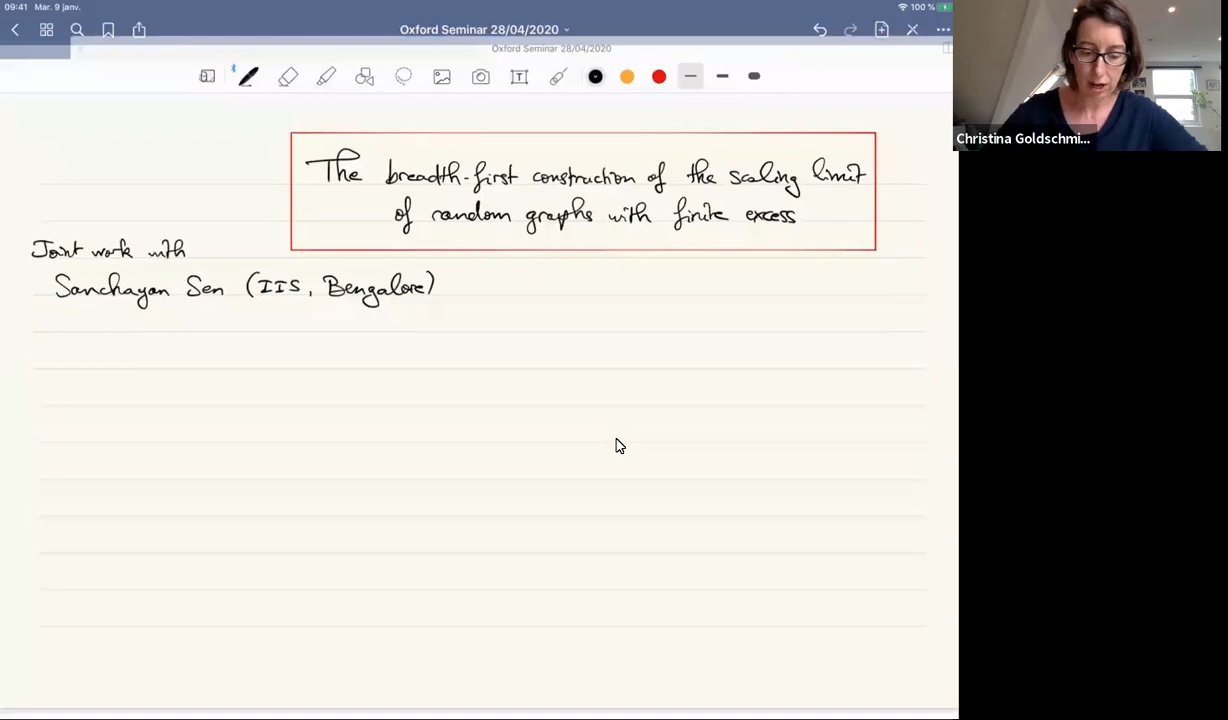 09:41 Mar. 9 janv.
100 %
Oxford Seminar 28/04/2020
Oxford Seminar 28/04/2020
T
Christina Goldschmi...
The breadth-first construction of the scaling limit
of random graphs with finite excess
Joint work with
Sanchayan Sen (IIS, Bengalore)